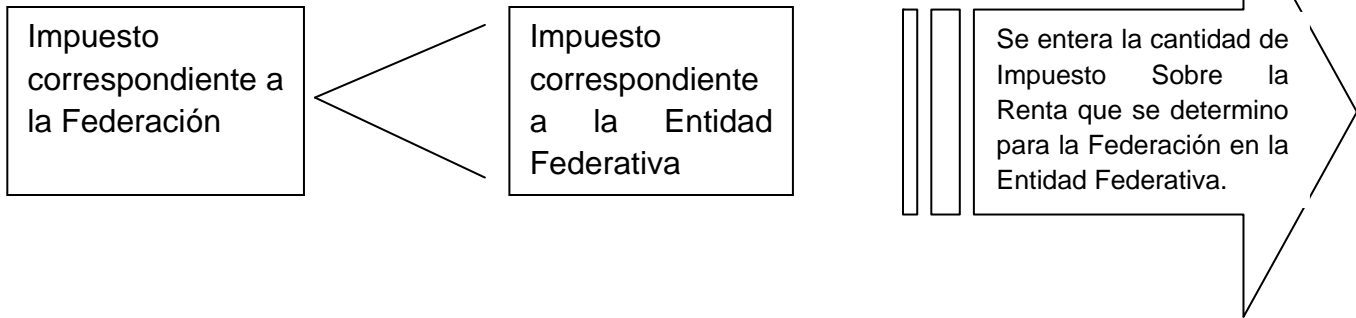 Impuesto
correspondiente a
la Federación
Impuesto
correspondiente
a la Entidad
Federativa
Se entera la cantidad de
Impuesto Sobre la
Renta que se determino
para la Federación en la
Entidad Federativa.